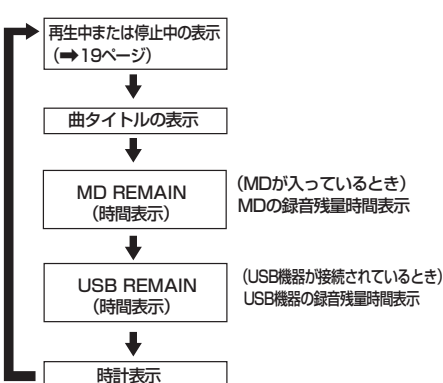 再生中または停止中の表示
(➡19ページ)
曲タイトルの表示
MD REMAIN
(時間表示)
(MDが入っているとき)
MDの録音残量時間表示
USB REMAIN
(時間表示)
(USB機器が接続されているとき)
USB機器の録音残量時間表示
時計表示